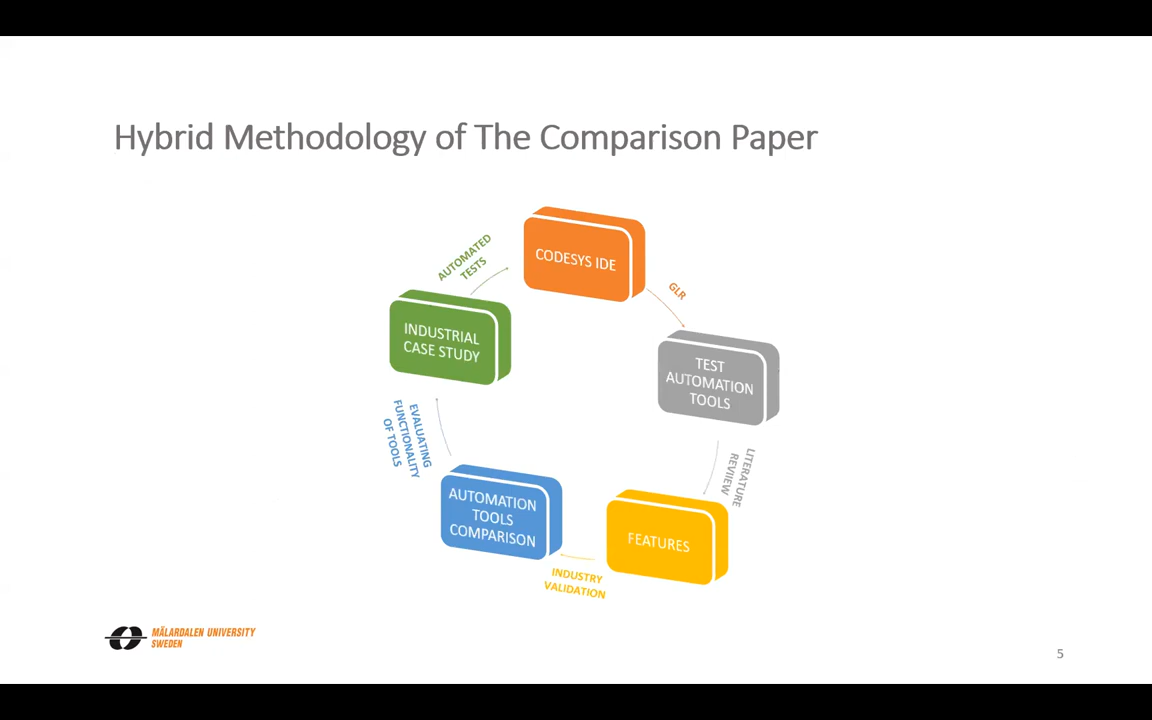 Hybrid Methodology of The Comparison Paper
CODESYS IDE
GLR
TEST
AUTOMATION
TOOLS
LITERATURE
REVIEW
FEATURES
INDUSTRY
VALIDATION
AUTOMATION
TOOLS
COMPARISON
EVALUATING
FUNCTIONALITY
OF TOOLS
INDUSTRIAL
CASE STUDY
AUTOMATED
TESTS
MÄLARDALEN UNIVERSITY
SWEDEN
5